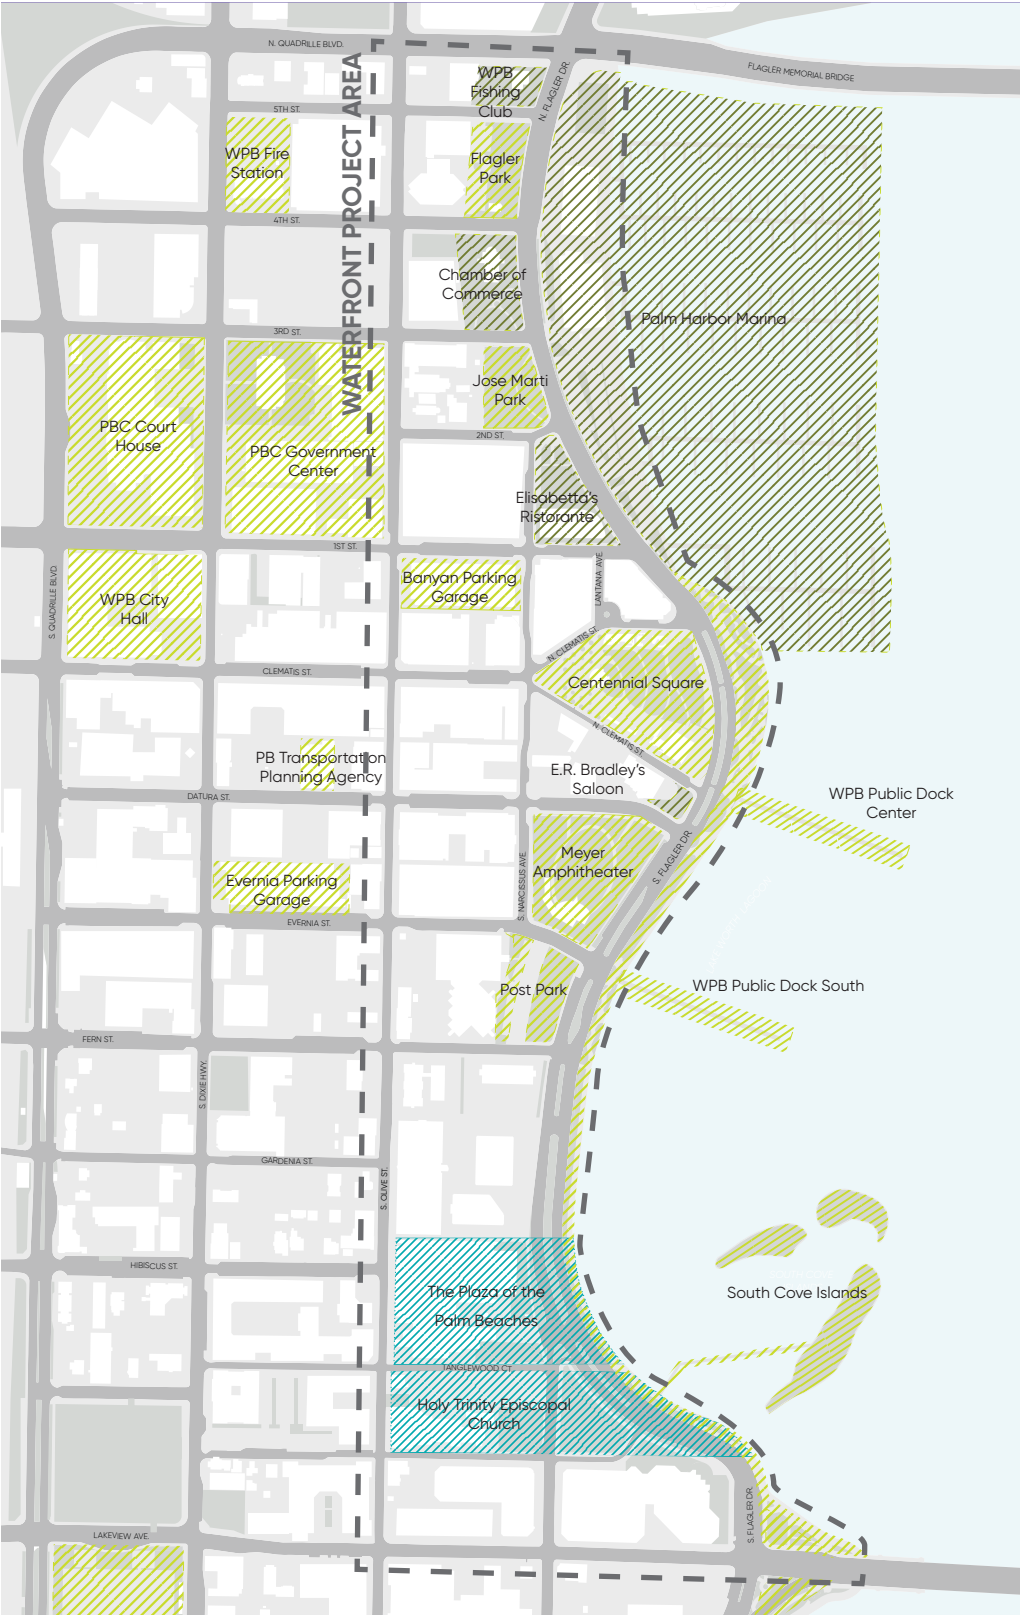 N. QUADRILLE BLVD.
FLAGLER MEMORIAL BRIDGE
WATERFRONT PROJECT AREA
N. FLAGLER DR.
WPB
Fishing
Club
5TH ST.
WPB Fire
Station
Flagler
Park
4TH ST.
Chamber of
Commerce
Palm Harbor Marina
3RD ST.
Jose Marti
Park
PBC Court
House
PBC Government
Center
2ND ST.
Elisabetta's
Ristorante
1ST ST.
S. QUADRILLE BLVD.
WPB City
Hall
Banyan Parking
Garage
LANTANA AVE.
N. CLEMATIS ST.
CLEMATIS ST.
Centennial Square
N. CLEMATIS ST.
PB Transportation
Planning Agency
E.R. Bradley's
Saloon
DATURA ST.
WPB Public Dock
Center
S. FLAGLER DR.
Meyer
Amphitheater
S. NARCISSUS AVE.
Evernia Parking
Garage
EVERNIA ST.
Post Park
WPB Public Dock South
FERN ST.
S. DIXIE HWY.
GARDENIA ST.
S. OLIVE ST.
HIBISCUS ST.
The Plaza of the
Palm Beaches
South Cove Islands
TANGLEWOOD CT.
Holy Trinity Episcopal
Church
S. FLAGLER DR.
LAKEVIEW AVE.